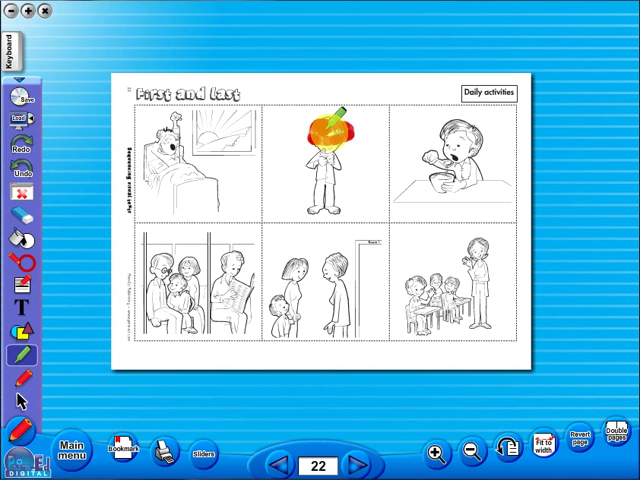 Keyboard
Save
Load
Redo
Undo
T
First and last
Daily activities
Main
menu
Bookmark
Sliders
22
Fit to
width
Revert
page
Double
pages
DIGITAL